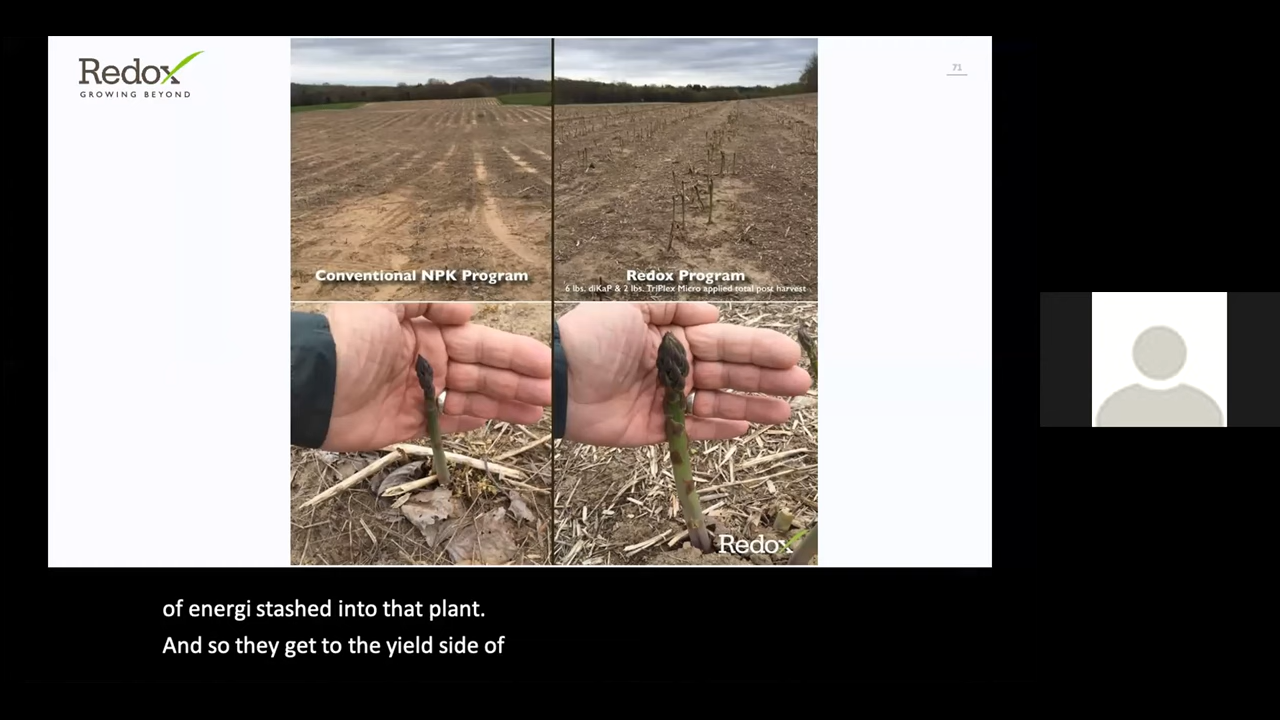 Redox
GROWING BEYOND
71
Conventional NPK Program
Redox Program
6 lbs. diKaP & 2 lbs. TriPlex Micro applied total post harvest
Redox
of energi stashed into that plant.
And so they get to the yield side of